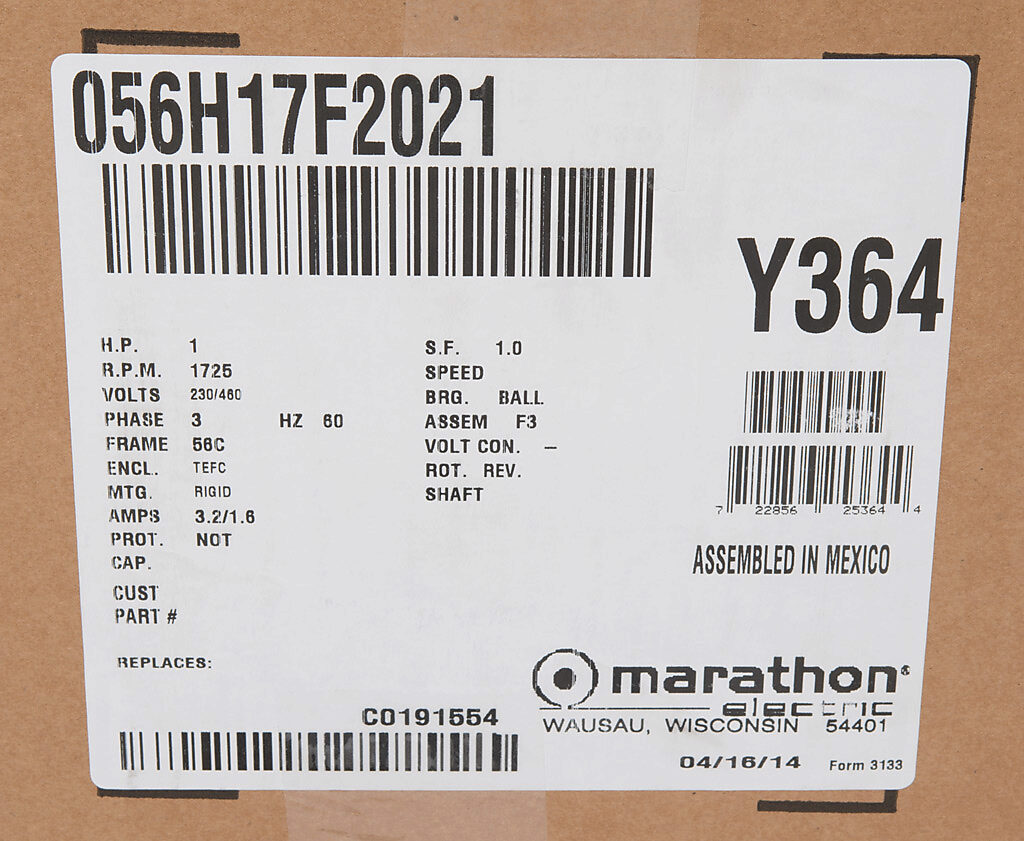 056H17F2021
Y364
H.P. 1
R.P.M. 1725
VOLTS 230/460
PHASE 3 HZ 60
FRAME 56C
ENCL. TEFC
MTG. RIGID
AMPS 3.2/1.6
PROT. NOT
CAP.
CUST
PART #
REPLACES:
S.F. 1.0
SPEED
BRG. BALL
ASSEM F3
VOLT CON. –
ROT. REV.
SHAFT
7 22856 25364 4
ASSEMBLED IN MEXICO
marathon®
electric
WAUSAU, WISCONSIN 54401
C0191554
04/16/14 Form 3133